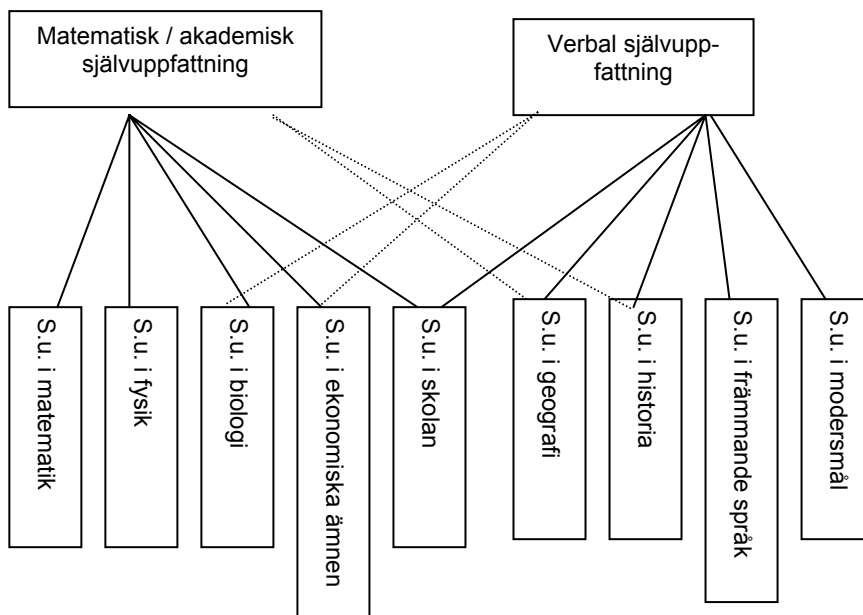 Matematisk / akademisk
självuppfattning
Verbal självupp-
fattning
S.u. i matematik
S.u. i fysik
S.u. i biologi
S.u. i ekonomiska ämnen
S.u. i skolan
S.u. i geografi
S.u. i historia
S.u. i främmande språk
S.u. i modersmål